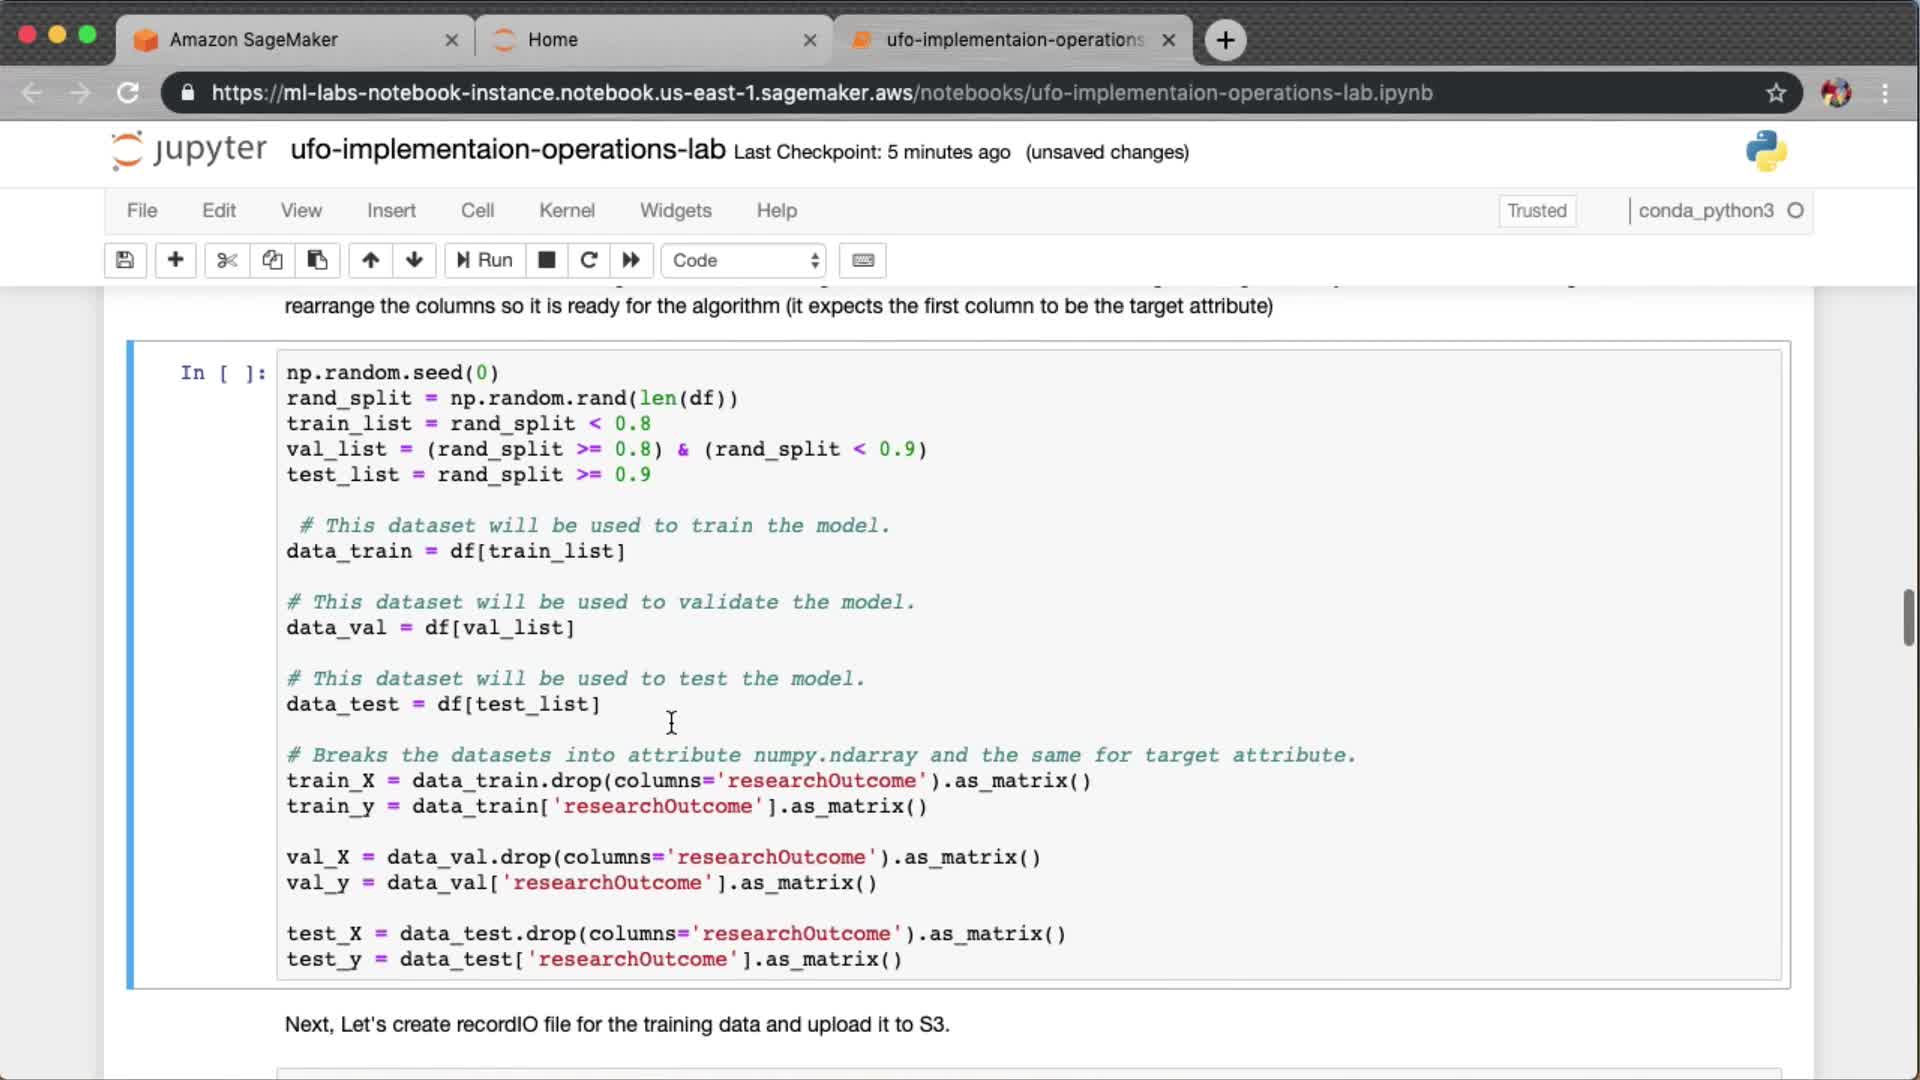 Amazon SageMaker
Home
ufo-implementaion-operations
https://ml-labs-notebook-instance.notebook.us-east-1.sagemaker.aws/notebooks/ufo-implementaion-operations-lab.ipynb
jupyter ufo-implementaion-operations-lab Last Checkpoint: 5 minutes ago (unsaved changes)
File Edit View Insert Cell Kernel Widgets Help Trusted conda_python3
Run Code
rearrange the columns so it is ready for the algorithm (it expects the first column to be the target attribute)
In [ ]: np.random.seed(0)
rand_split = np.random.rand(len(df))
train_list = rand_split < 0.8
val_list = (rand_split >= 0.8) & (rand_split < 0.9)
test_list = rand_split >= 0.9
# This dataset will be used to train the model.
data_train = df[train_list]
# This dataset will be used to validate the model.
data_val = df[val_list]
# This dataset will be used to test the model.
data_test = df[test_list]
# Breaks the datasets into attribute numpy.ndarray and the same for target attribute.
train_X = data_train.drop(columns='researchOutcome').as_matrix()
train_y = data_train['researchOutcome'].as_matrix()
val_X = data_val.drop(columns='researchOutcome').as_matrix()
val_y = data_val['researchOutcome'].as_matrix()
test_X = data_test.drop(columns='researchOutcome').as_matrix()
test_y = data_test['researchOutcome'].as_matrix()
Next, Let's create recordIO file for the training data and upload it to S3.